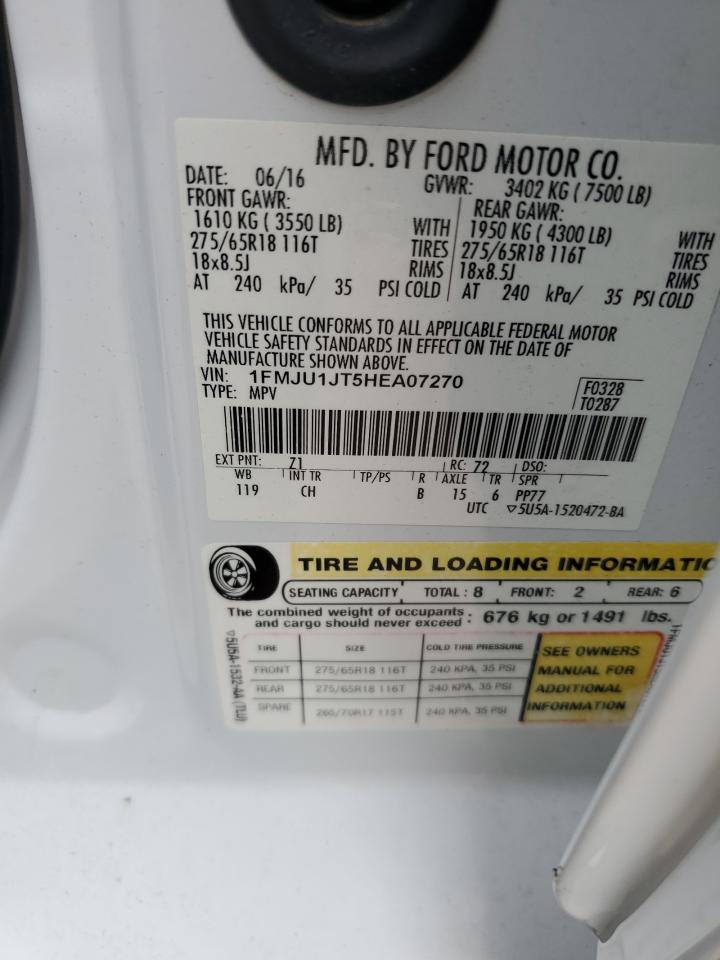 MFD. BY FORD MOTOR CO.
DATE: 06/16 GVWR: 3402 KG ( 7500 LB)
FRONT GAWR: REAR GAWR:
1610 KG ( 3550 LB) WITH 1950 KG ( 4300 LB) WITH
275/65R18 116T TIRES 275/65R18 116T TIRES
18x8.5J RIMS 18x8.5J RIMS
AT 240 kPa/ 35 PSI COLD AT 240 kPa/ 35 PSI COLD
THIS VEHICLE CONFORMS TO ALL APPLICABLE FEDERAL MOTOR
VEHICLE SAFETY STANDARDS IN EFFECT ON THE DATE OF
MANUFACTURE SHOWN ABOVE.
VIN: 1FMJU1JT5HEA07270
TYPE: MPV
F0328
T0287
EXT PNT: Z1 RC: 72 DSO:
WB INT TR TP/PS R AXLE TR SPR
119 CH B 15 6 PP77
UTC ▽5U5A-1520472-BA
TIRE AND LOADING INFORMATIO
SEATING CAPACITY TOTAL : 8 FRONT: 2 REAR: 6
The combined weight of occupants
and cargo should never exceed : 676 kg or 1491 lbs.
TIRE SIZE COLD TIRE PRESSURE
FRONT 275/65R18 116T 240 KPA, 35 PSI
REAR 275/65R18 116T 240 KPA, 35 PSI
SPARE 265/70R17 115T 240 KPA, 35 PSI
SEE OWNERS
MANUAL FOR
ADDITIONAL
INFORMATION
▽5U5A-1532-AA (TLU)